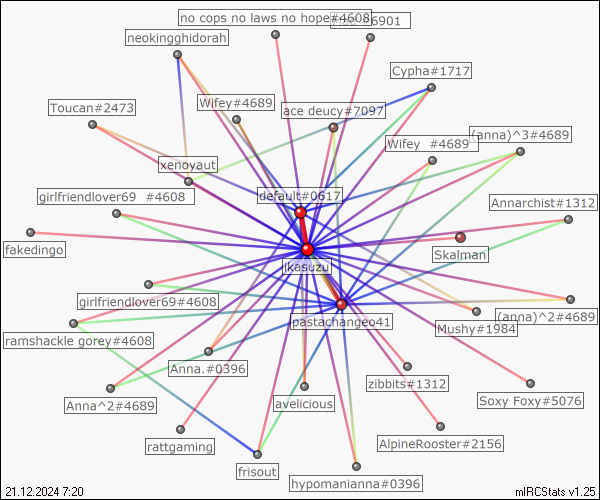 no cops no laws no hope#4608
6901
neokingghidorah
Cypha#1717
Toucan#2473
Wifey#4689
ace deucy#7097
(anna)^3#4689
Wifey #4689
xenoyaut
girlfriendlover69 #4608
default#0617
Annarchist#1312
fakedingo
Skalman
ikasuzu
girlfriendlover69#4608
(anna)^2#4689
pastachangeo41
Mushy#1984
ramshackle gorey#4608
Anna.#0396
zibbits#1312
Anna^2#4689
avelicious
Soxy Foxy#5076
rattgaming
AlpineRooster#2156
frisout
hypomanianna#0396
21.12.2024 7:20
mIRCStats v1.25